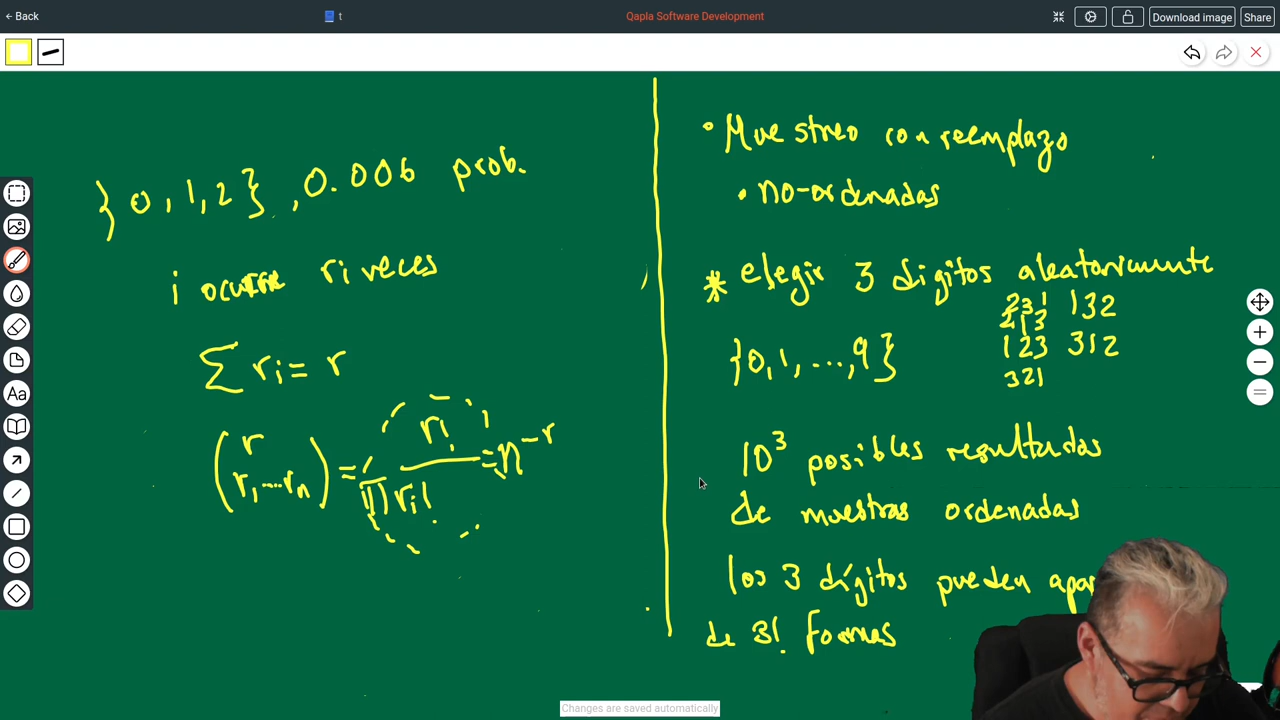 ← Back
t
Qapla Software Development
Download image
Share
Aa
{0, 1, 2}, 0.006 prob.
i ocurre ri veces
∑ ri = r
(r
r1, ... rn) = r! / ∏ ri! = n^-r
• Muestreo con reemplazo
• no-ordenadas
* elegir 3 digitos aleatoriamente
231 132
213
123 312
321
{0, 1, ..., 9}
10³ posibles resultados
de muestras ordenadas
los 3 dígitos pueden apar
de 3! formas
Changes are saved automatically